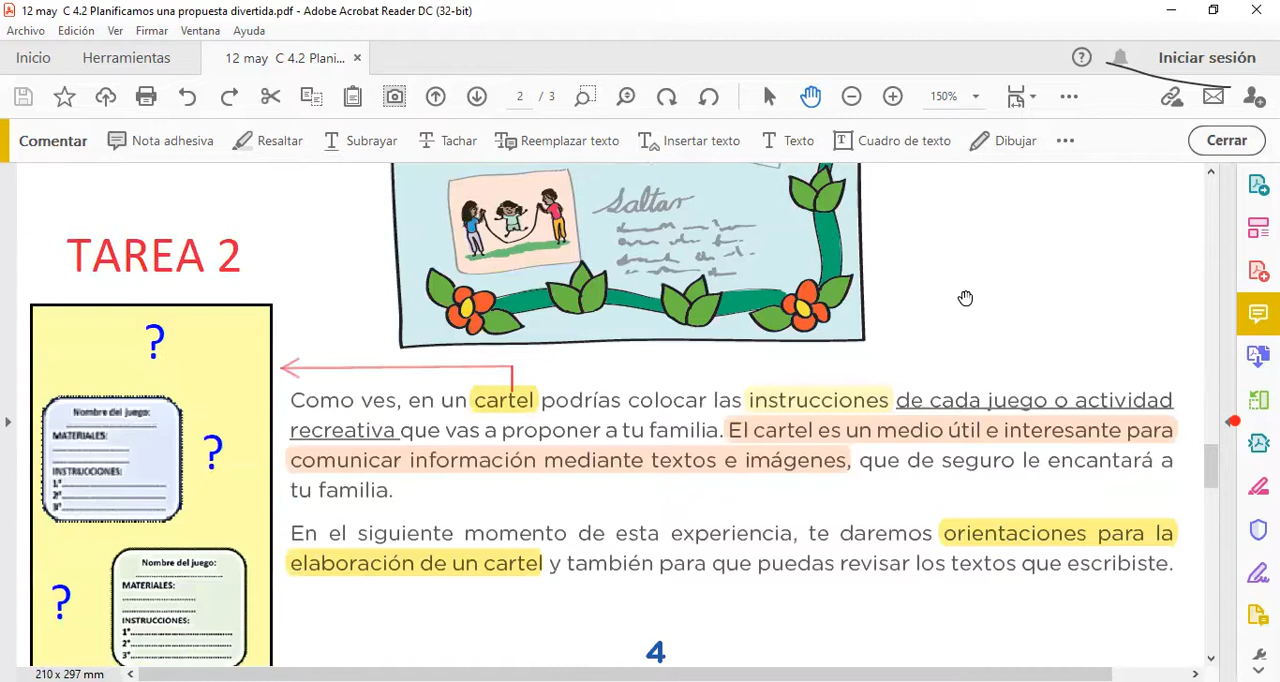 12 may  C 4.2 Planificamos una propuesta divertida.pdf - Adobe Acrobat Reader DC (32-bit)
Archivo Edición Ver Firmar Ventana Ayuda
Inicio Herramientas 12 may  C 4.2 Plani... × Iniciar sesión
2 / 3 150%
Comentar Nota adhesiva Resaltar Subrayar Tachar Reemplazar texto Insertar texto Texto Cuadro de texto Dibujar Cerrar
Saltar
TAREA 2
?
Nombre del juego:
MATERIALES:
INSTRUCCIONES:
1°
2°
3°
?
Nombre del juego:
MATERIALES:
INSTRUCCIONES:
1°
2°
3°
?
Como ves, en un cartel podrías colocar las instrucciones de cada juego o actividad
recreativa que vas a proponer a tu familia. El cartel es un medio útil e interesante para
comunicar información mediante textos e imágenes, que de seguro le encantará a
tu familia.
En el siguiente momento de esta experiencia, te daremos orientaciones para la
elaboración de un cartel y también para que puedas revisar los textos que escribiste.
4
210 x 297 mm